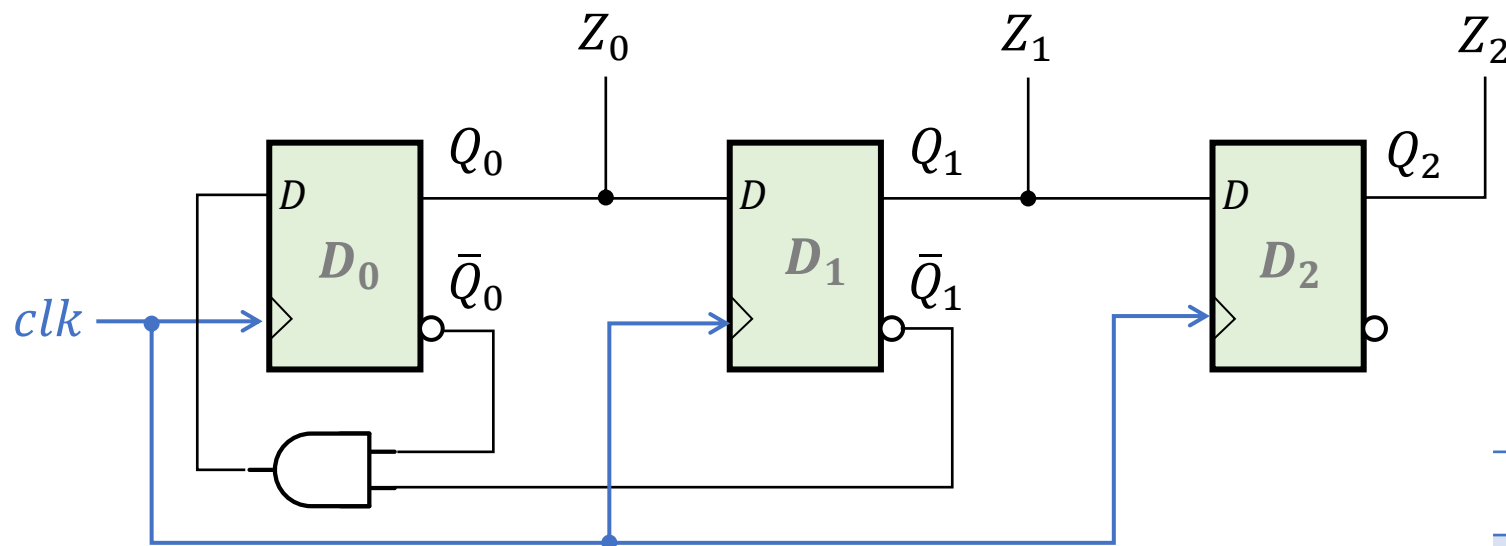 Z₀ Z₁ Z₂
Q₀ Q₁ Q₂
D D D
D₀ D₁ D₂
Q̄₀ Q̄₁
clk